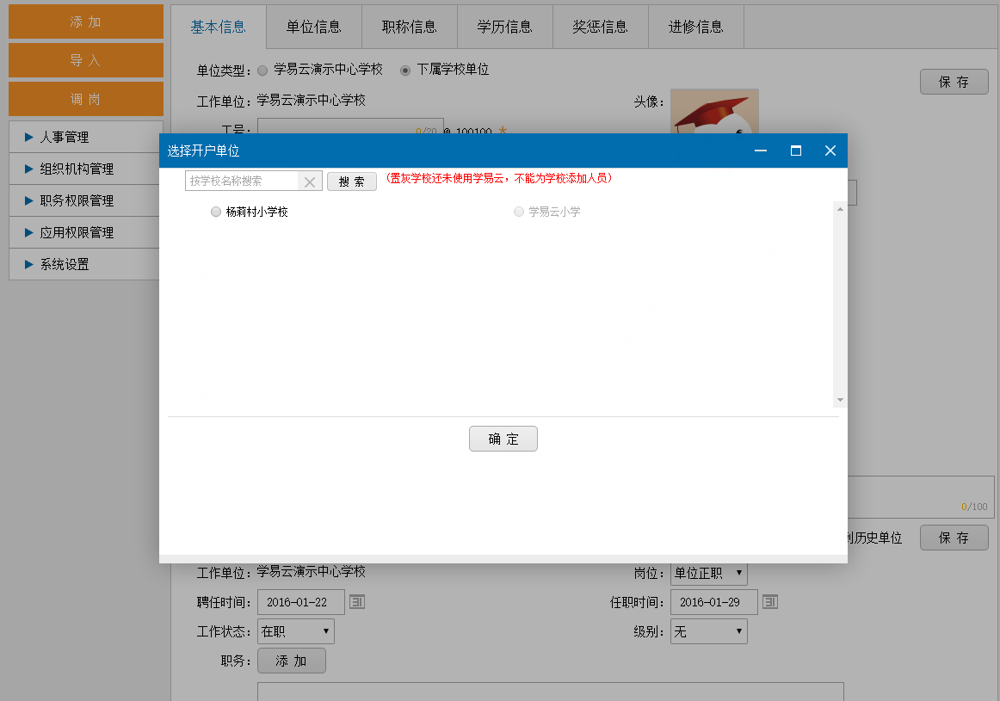 添 加
导 入
调 岗
人事管理
组织机构管理
职务权限管理
应用权限管理
系统设置
基本信息 单位信息 职称信息 学历信息 奖惩信息 进修信息
单位类型： 学易云演示中心学校 下属学校单位
保 存
工作单位： 学易云演示中心学校 头像：
工号： 0/20 @ 100100 *
选择开户单位
按学校名称搜索 搜 索 （置灰学校还未使用学易云，不能为学校添加人员）
杨莉村小学校 学易云小学
确 定
0/100
到历史单位 保 存
工作单位： 学易云演示中心学校 岗位： 单位正职
聘任时间： 2016-01-22 31 任职时间： 2016-01-29 31
工作状态： 在职 级别： 无
职务： 添 加